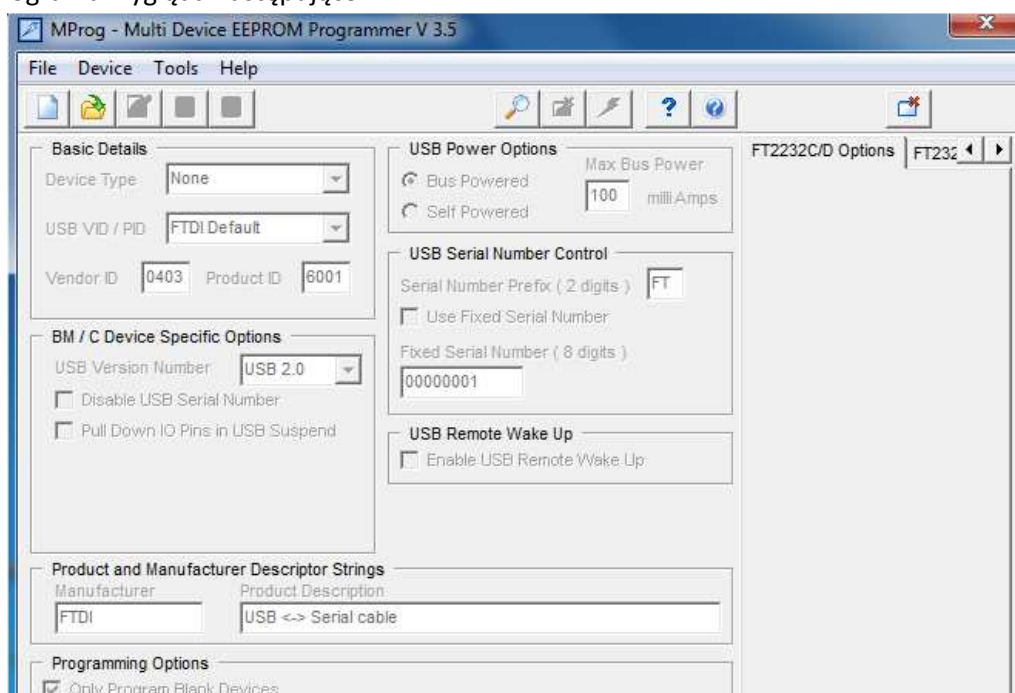 MProg - Multi Device EEPROM Programmer V 3.5
File Device Tools Help
Basic Details
Device Type None
USB VID / PID FTDI Default
Vendor ID 0403 Product ID 6001
BM / C Device Specific Options
USB Version Number USB 2.0
Disable USB Serial Number
Pull Down IO Pins in USB Suspend
USB Power Options
Max Bus Power
Bus Powered
100 milli Amps
Self Powered
USB Serial Number Control
Serial Number Prefix ( 2 digits ) FT
Use Fixed Serial Number
Fixed Serial Number ( 8 digits )
00000001
USB Remote Wake Up
Enable USB Remote Wake Up
FT2232C/D Options FT232
Product and Manufacturer Descriptor Strings
Manufacturer Product Description
FTDI USB <-> Serial cable
Programming Options
Only Program Blank Devices